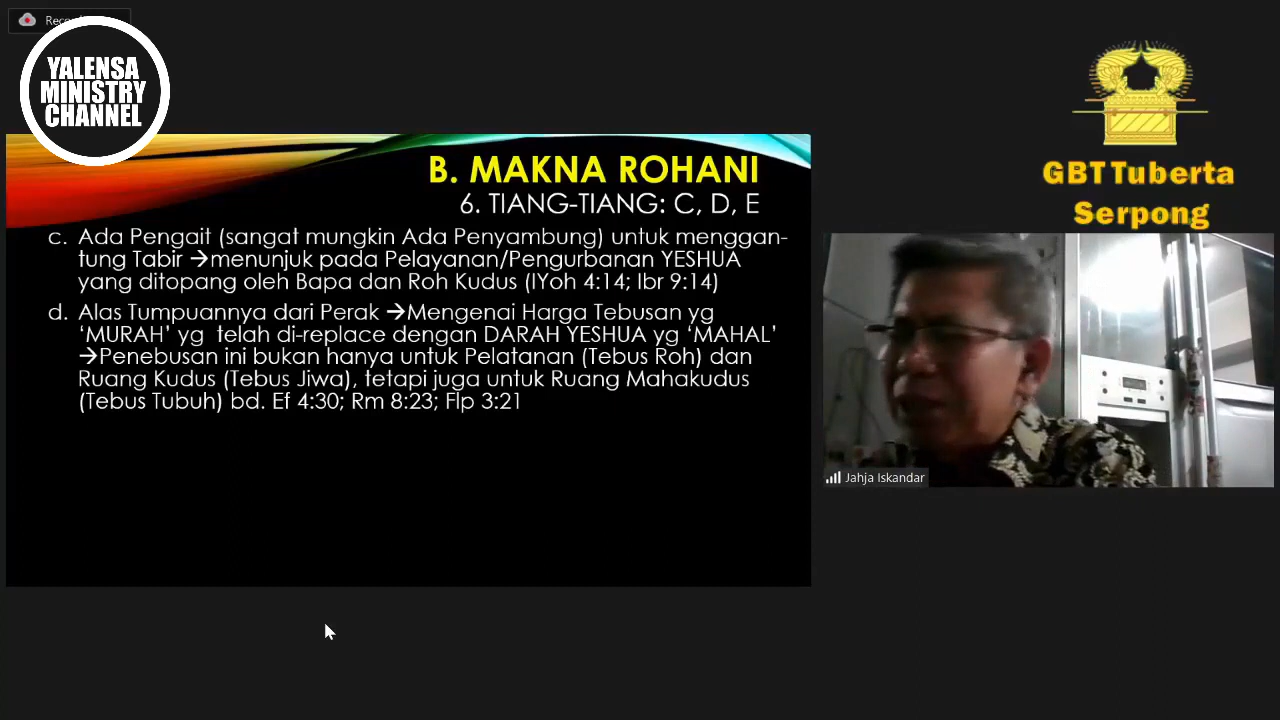 YALENSA
MINISTRY
CHANNEL
B. MAKNA ROHANI
6. TIANG-TIANG: C, D, E
c. Ada Pengait (sangat mungkin Ada Penyambung) untuk menggan-
tung Tabir →menunjuk pada Pelayanan/Pengurbanan YESHUA
yang ditopang oleh Bapa dan Roh Kudus (IYoh 4:14; Ibr 9:14)
d. Alas Tumpuannya dari Perak →Mengenai Harga Tebusan yg
‘MURAH’ yg telah di-replace dengan DARAH YESHUA yg ‘MAHAL’
→Penebusan ini bukan hanya untuk Pelatanan (Tebus Roh) dan
Ruang Kudus (Tebus Jiwa), tetapi juga untuk Ruang Mahakudus
(Tebus Tubuh) bd. Ef 4:30; Rm 8:23; Flp 3:21
GBT Tuberta
Serpong
Jahja Iskandar